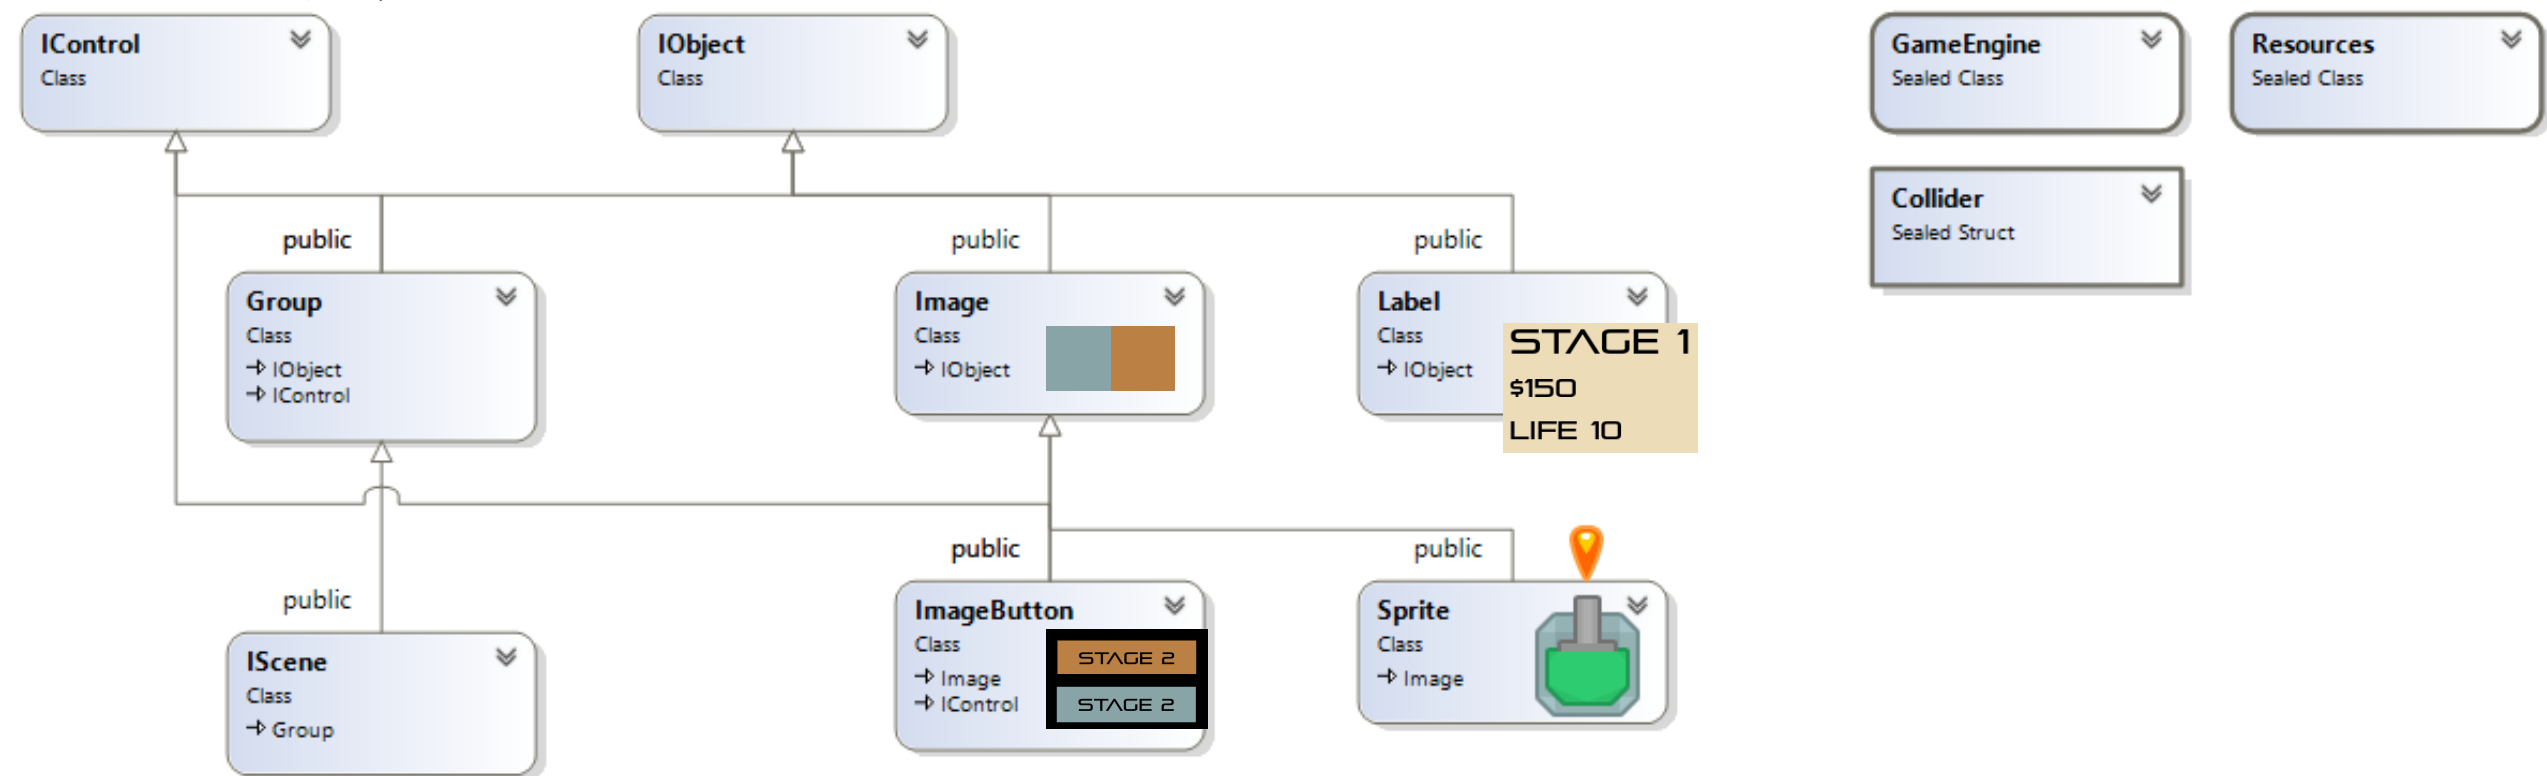 IControl
Class
IObject
Class
GameEngine
Sealed Class
Resources
Sealed Class
Collider
Sealed Struct
public
public
public
Group
Class
IObject
IControl
Image
Class
IObject
Label
Class
IObject
STAGE 1
$150
LIFE 10
public
public
public
IScene
Class
Group
ImageButton
Class
Image
IControl
STAGE 2
STAGE 2
Sprite
Class
Image